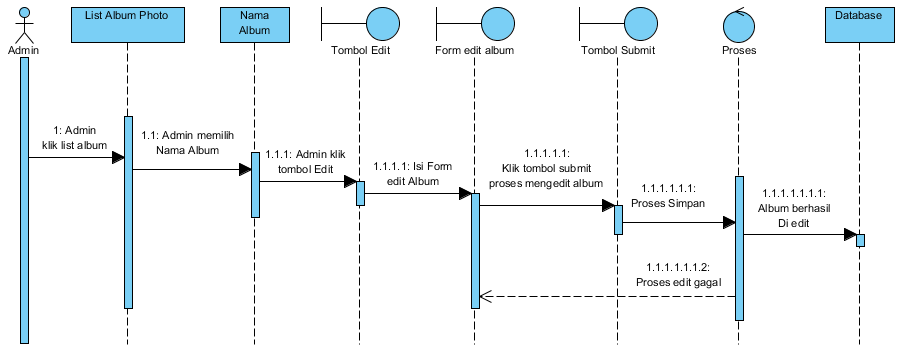 List Album Photo
Nama
Album
Database
Admin
Tombol Edit
Form edit album
Tombol Submit
Proses
1: Admin
klik list album
1.1: Admin memilih
Nama Album
1.1.1: Admin klik
tombol Edit
1.1.1.1: Isi Form
edit Album
1.1.1.1.1:
Klik tombol submit
proses mengedit album
1.1.1.1.1.1:
Proses Simpan
1.1.1.1.1.1.1:
Album berhasil
Di edit
1.1.1.1.1.1.2:
Proses edit gagal